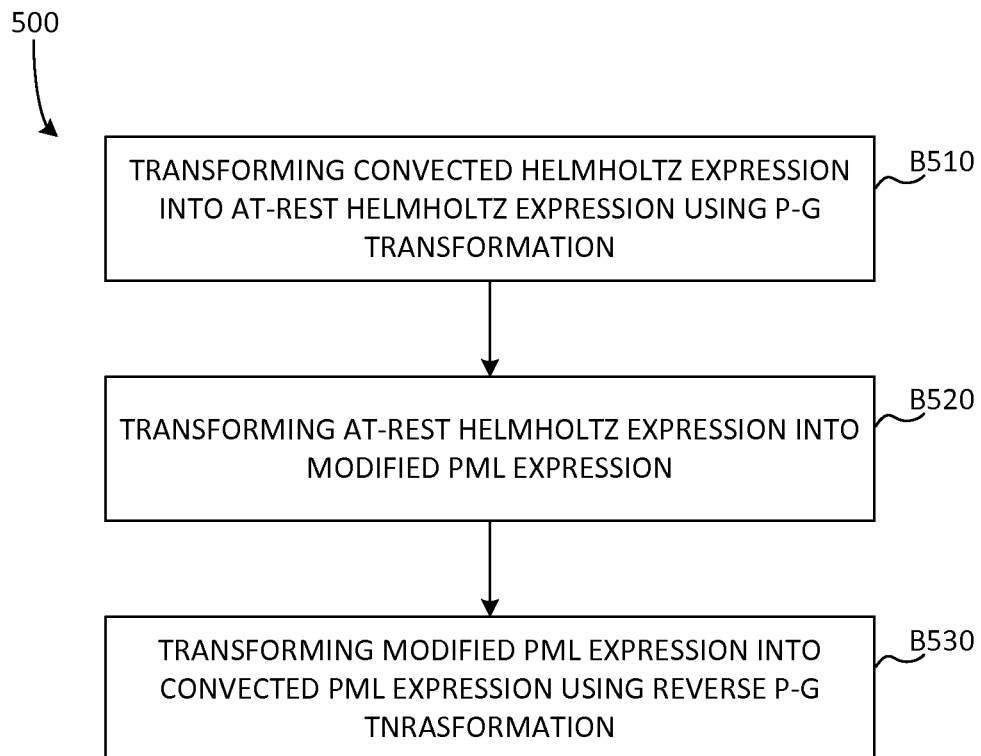 500
TRANSFORMING CONVECTED HELMHOLTZ EXPRESSION
INTO AT-REST HELMHOLTZ EXPRESSION USING P-G
TRANSFORMATION
B510
TRANSFORMING AT-REST HELMHOLTZ EXPRESSION INTO
MODIFIED PML EXPRESSION
B520
TRANSFORMING MODIFIED PML EXPRESSION INTO
CONVECTED PML EXPRESSION USING REVERSE P-G
TNRASFORMATION
B530